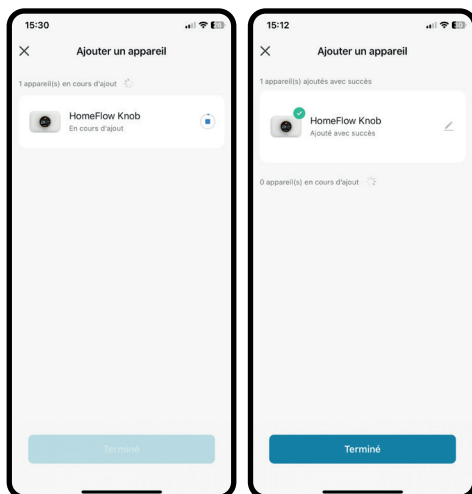 15:30
Ajouter un appareil
1 appareil(s) en cours d'ajout
HomeFlow Knob
En cours d'ajout
Terminé
15:12
Ajouter un appareil
1 appareil(s) ajoutés avec succès
HomeFlow Knob
Ajouté avec succès
0 appareil(s) en cours d'ajout
Terminé